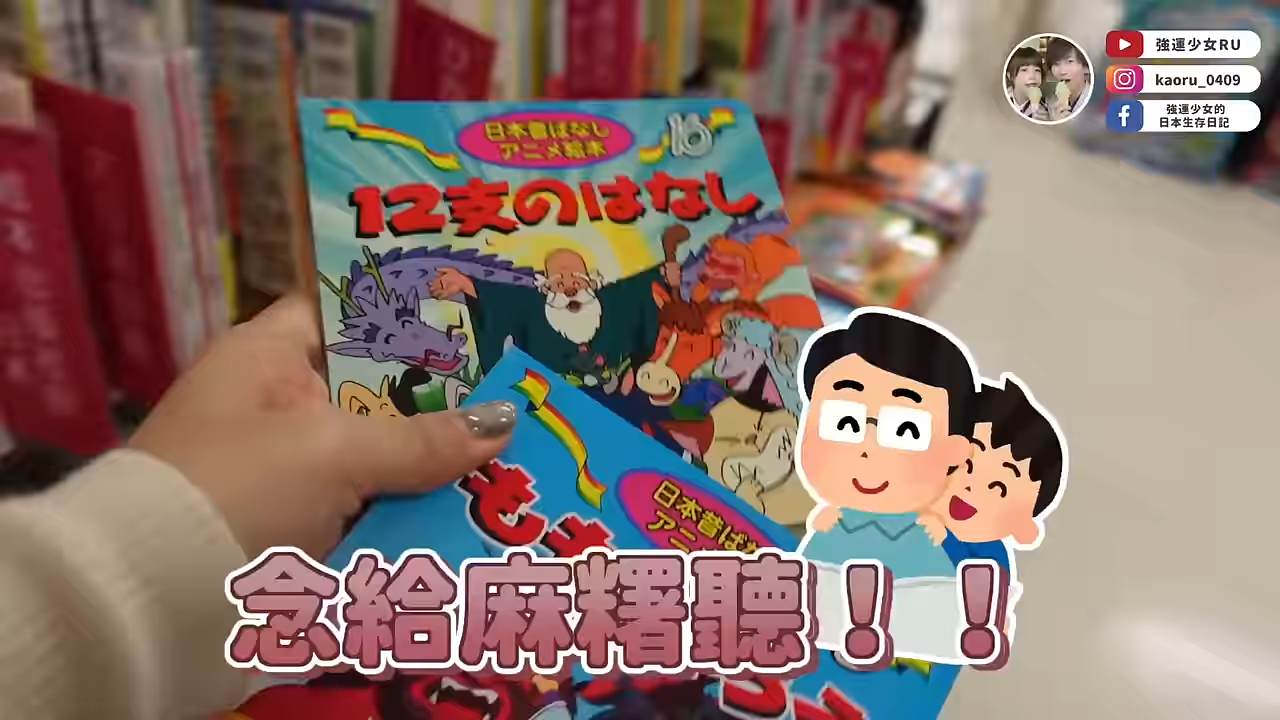 強運少女RU
kaoru_0409
強運少女的
日本生存日記
日本昔ばなし
アニメ絵本
16
12支のはなし
日本昔ばな
アニ
もも
念給麻糬聽！！